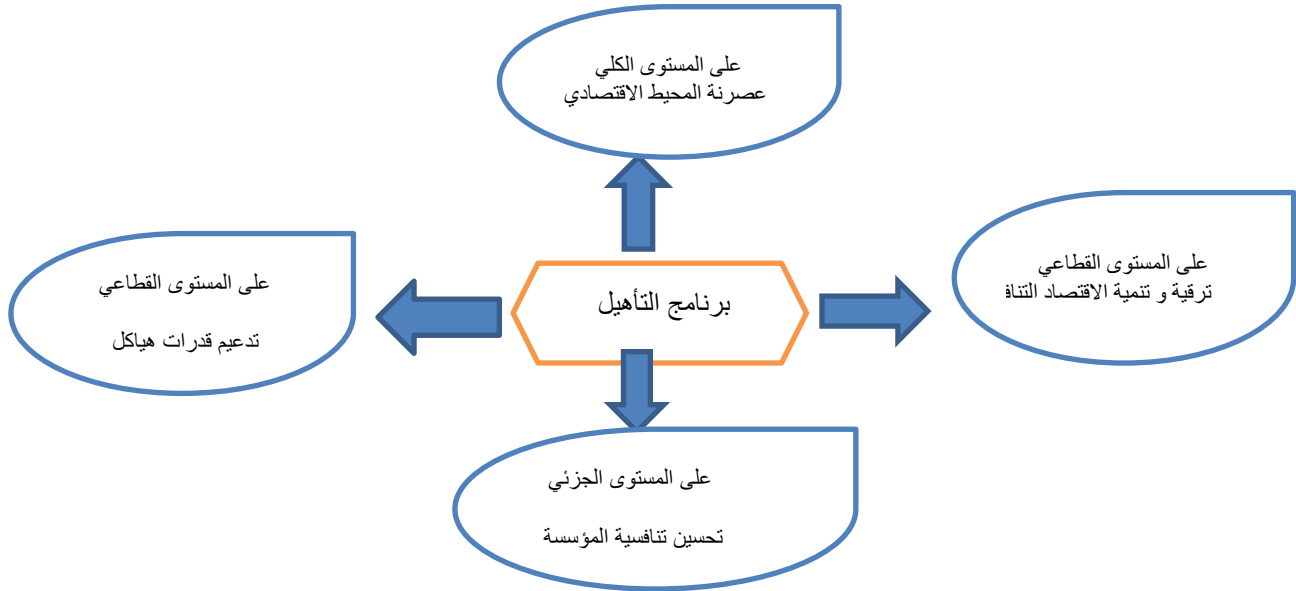 على المستوى الكلي
عصرنة المحيط الاقتصادي
على المستوى القطاعي
ترقية و تنمية الاقتصاد التناف
برنامج التأهيل
على المستوى القطاعي
تدعيم قدرات هياكل
على المستوى الجزئي
تحسين تنافسية المؤسسة